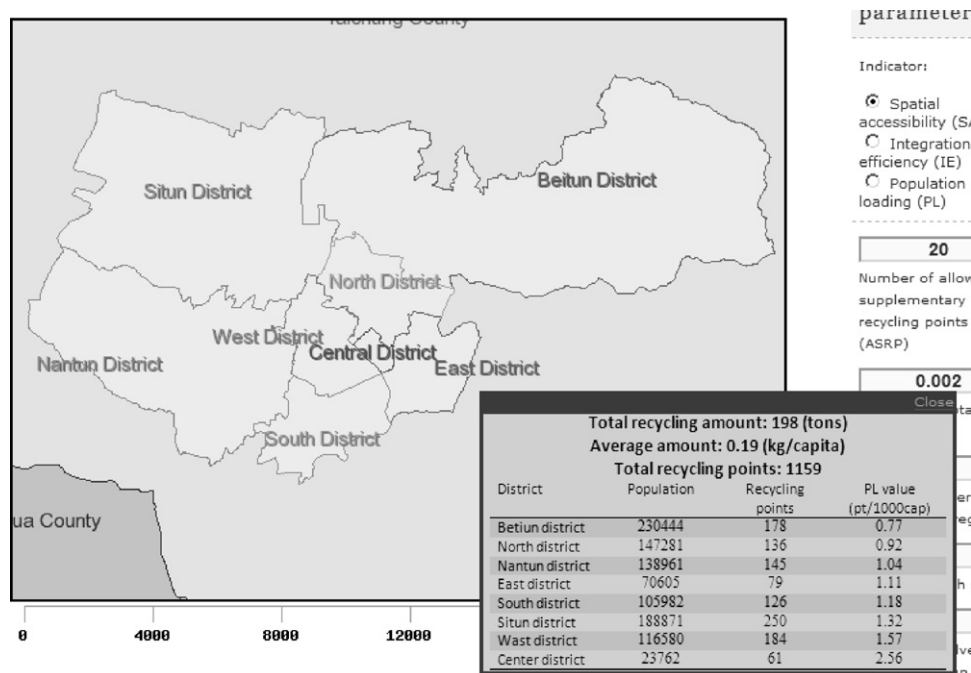 Taichung County
Situn District
Beitun District
North District
West District
Central District
Nantun District
East District
South District
ua County
0 4000 8000 12000
parameter
Indicator:
Spatial
accessibility (SA
Integration
efficiency (IE)
Population
loading (PL)
20
Number of allow
supplementary
recycling points
(ASRP)
0.002
Close
Total recycling amount: 198 (tons)
Average amount: 0.19 (kg/capita)
Total recycling points: 1159
District Population Recycling points PL value (pt/1000cap)
Betiun district 230444 178 0.77
North district 147281 136 0.92
Nantun district 138961 145 1.04
East district 70605 79 1.11
South district 105982 126 1.18
Situn district 188871 250 1.32
Wast district 116580 184 1.57
Center district 23762 61 2.56